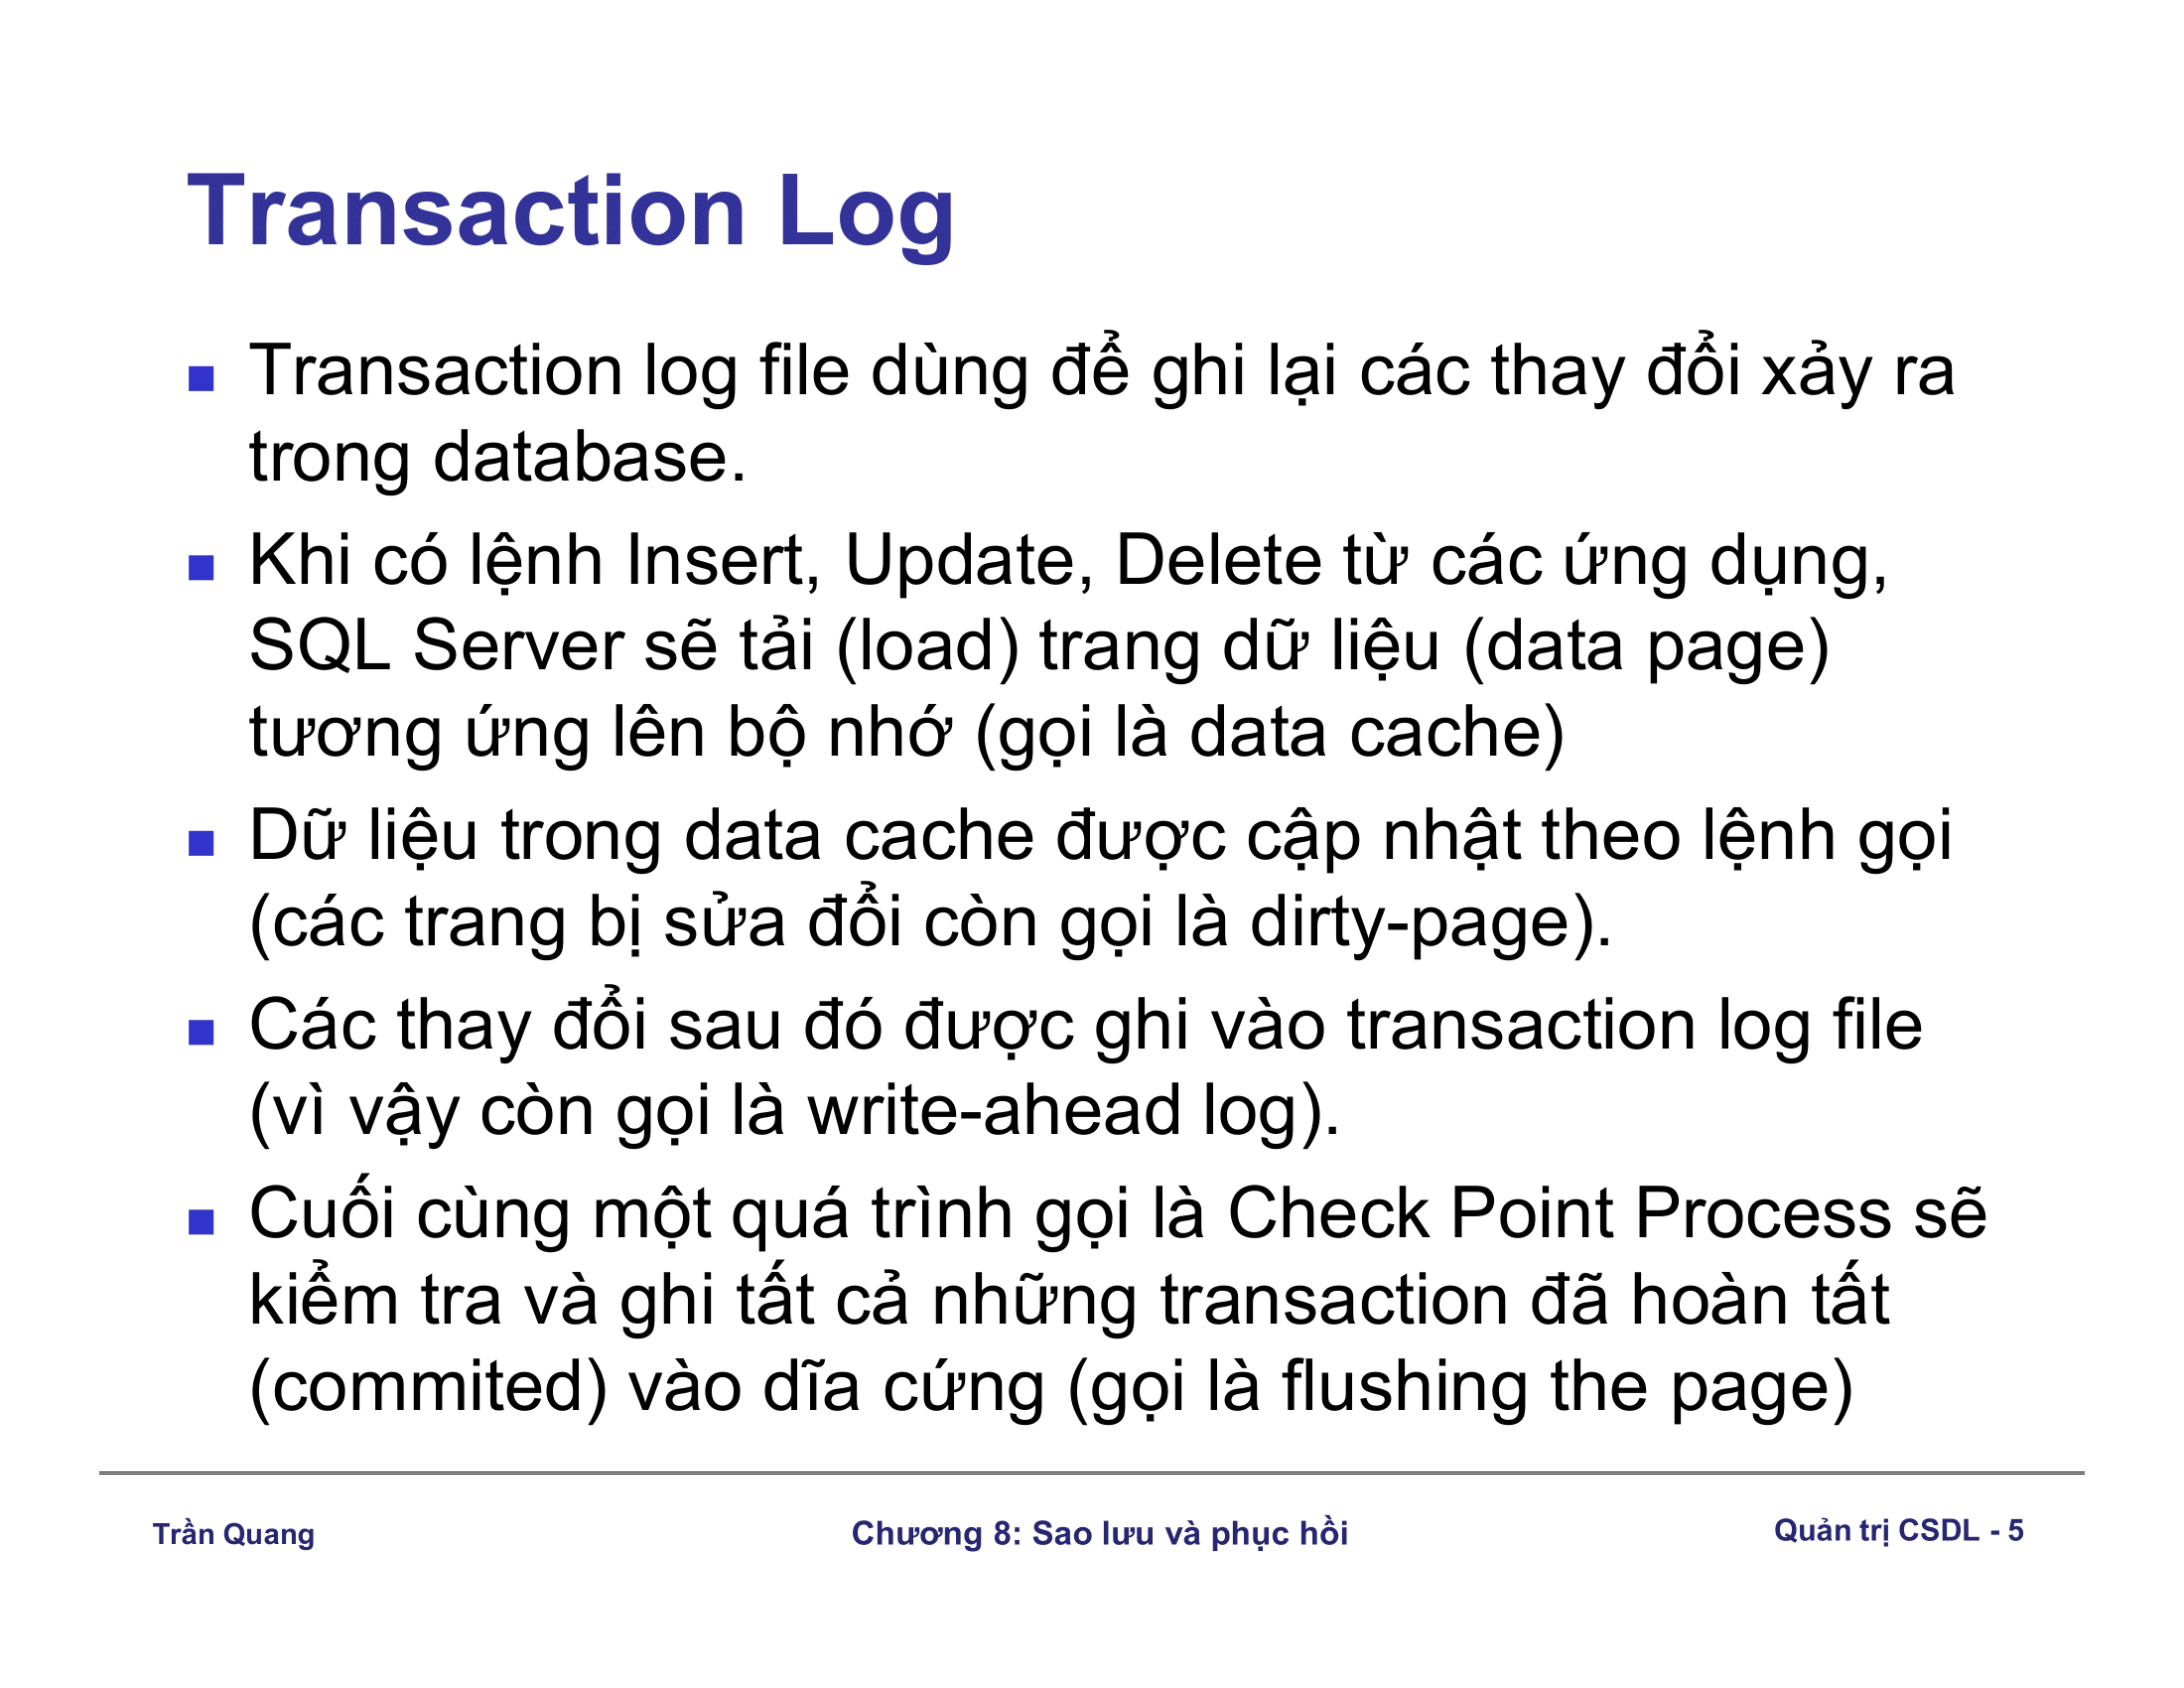 Transaction Log
Transaction log file dùng để ghi lại các thay đổi xảy ra
trong database.
Khi có lệnh Insert, Update, Delete từ các ứng dụng,
SQL Server sẽ tải (load) trang dữ liệu (data page)
tương ứng lên bộ nhớ (gọi là data cache)
Dữ liệu trong data cache được cập nhật theo lệnh gọi
(các trang bị sửa đổi còn gọi là dirty-page).
Các thay đổi sau đó được ghi vào transaction log file
(vì vậy còn gọi là write-ahead log).
Cuối cùng một quá trình gọi là Check Point Process sẽ
kiểm tra và ghi tất cả những transaction đã hoàn tất
(commited) vào dĩa cứng (gọi là flushing the page)
Trần Quang
Chương 8: Sao lưu và phục hồi
Quản trị CSDL - 5